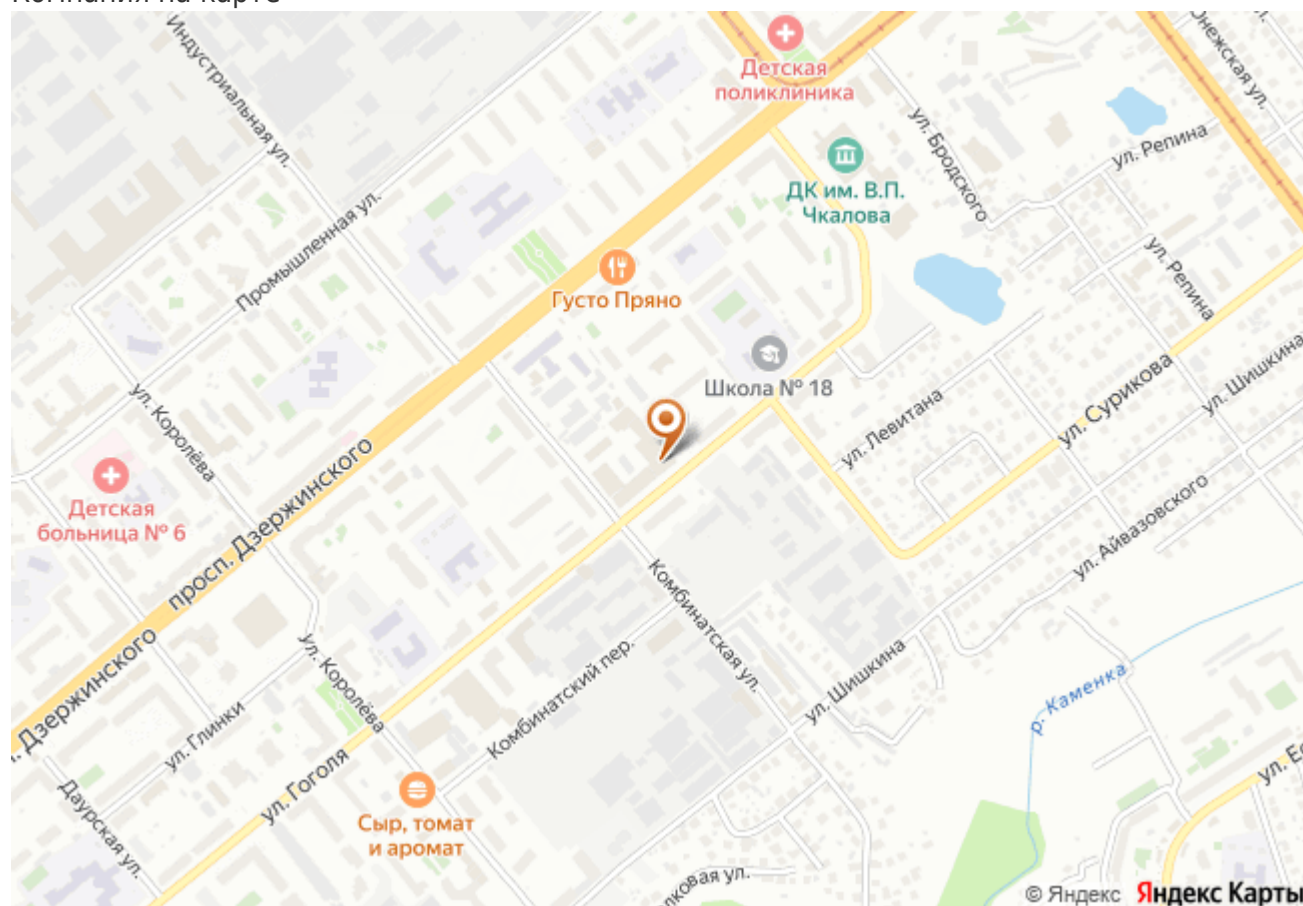 Компания на карте
Индустриальная ул.
Детская
поликлиника
Онежская ул.
ул. Бродского
ул. Репина
ДК им. В.П.
Чкалова
Промышленная ул.
Густо Пряно
ул. Репина
Школа № 18
ул. Королёва
ул. Левитана
ул. Сурикова
ул. Шишкина
Детская
больница № 6
просп. Дзержинского
ул. Айвазовского
Комбинатская ул.
ул. Королёва
Комбинатский пер.
ул. Шишкина
р. Каменка
Дзержинского
ул. Глинки
ул. Гоголя
Даурская ул.
Сыр, томат
и аромат
© Яндекс Яндекс Карты